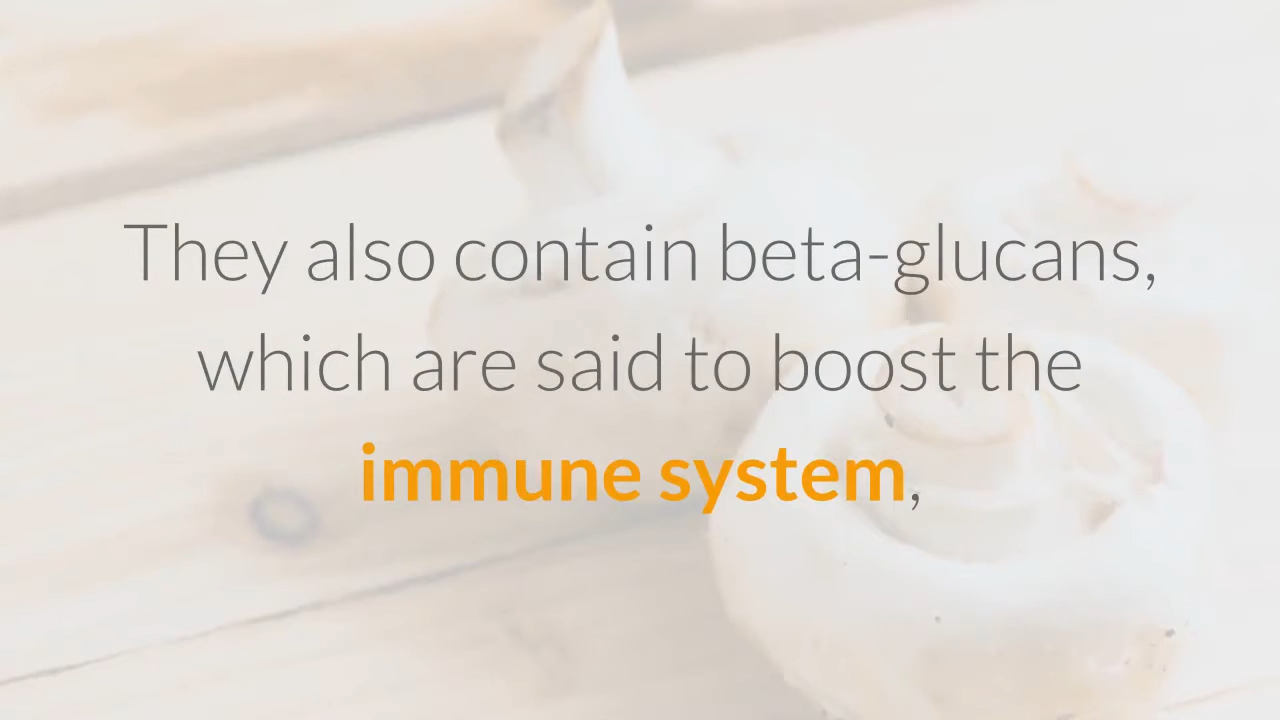 They also contain beta-glucans,
which are said to boost the
immune system,